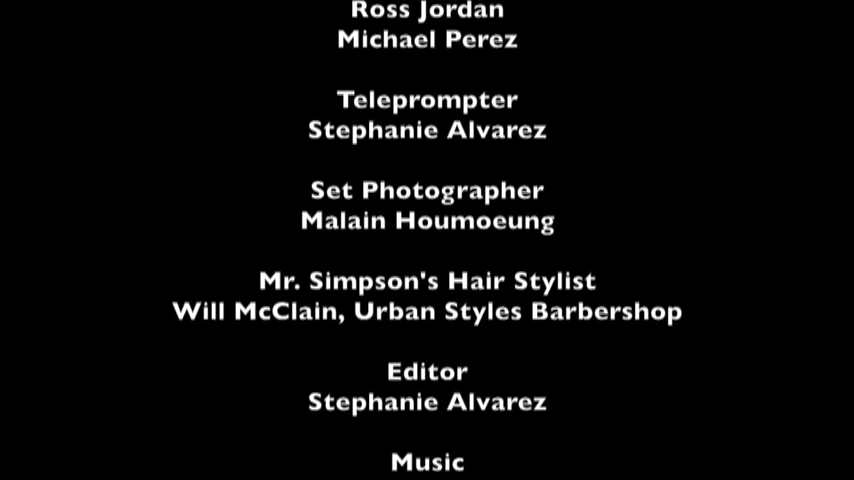 Ross Jordan
Michael Perez
Teleprompter
Stephanie Alvarez
Set Photographer
Malain Houmoeung
Mr. Simpson's Hair Stylist
Will McClain, Urban Styles Barbershop
Editor
Stephanie Alvarez
Music